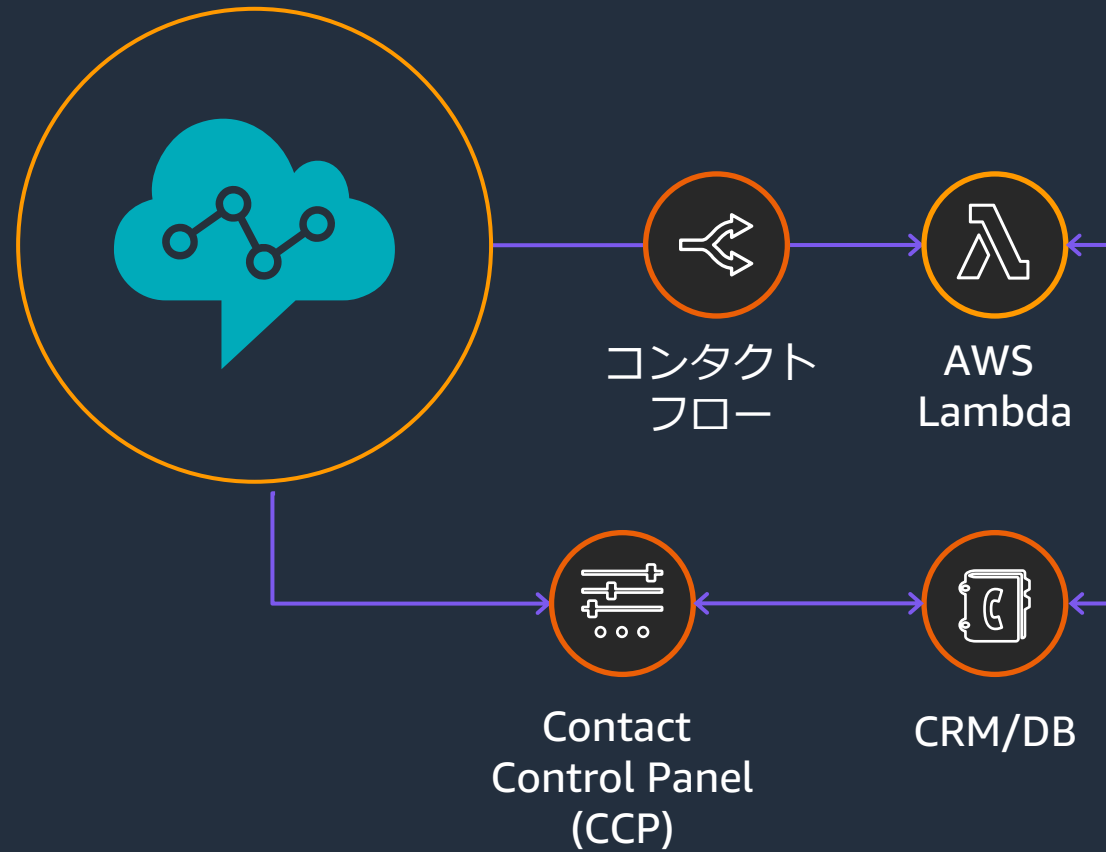 コンタクト
フロー
AWS
Lambda
Contact
Control Panel
(CCP)
CRM/DB